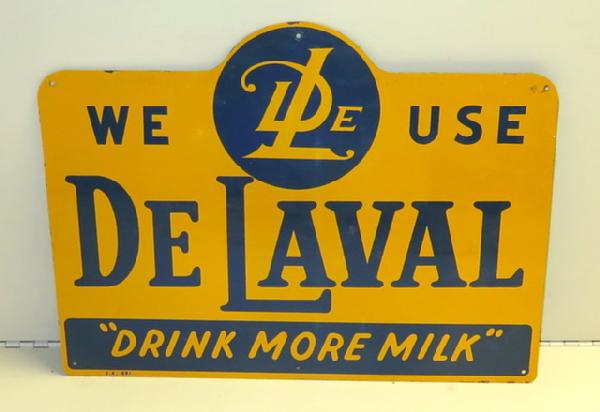 WE USE
DE LAVAL
"DRINK MORE MILK"